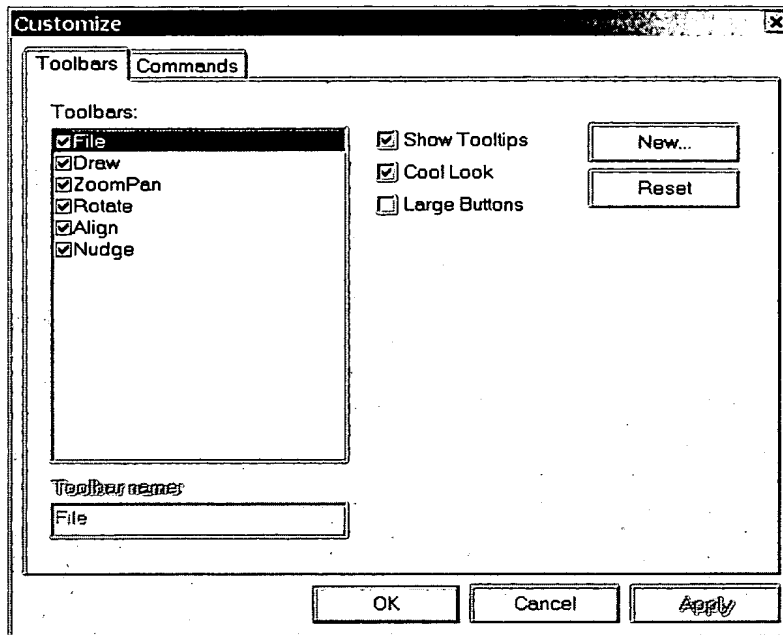 Customize
Toolbars Commands
Toolbars:
File
Draw
ZoomPan
Rotate
Align
Nudge
Show Tooltips
Cool Look
Large Buttons
New...
Reset
Toolbar name:
File
OK Cancel Apply